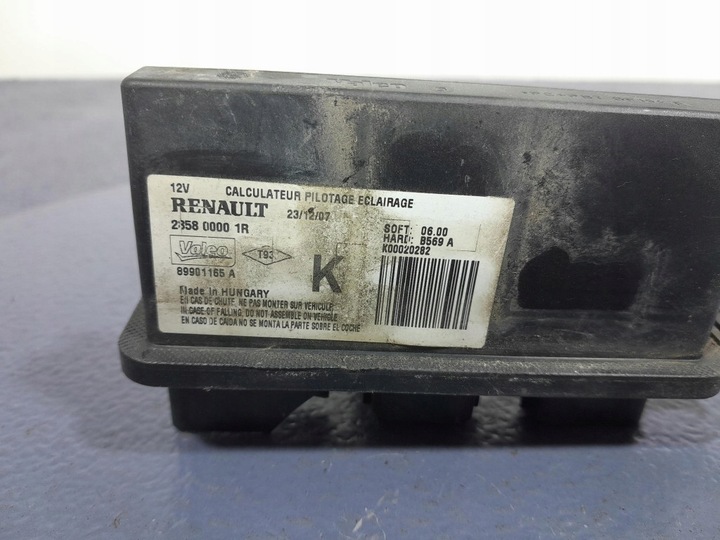 12V CALCULATEUR PILOTAGE ECLAIRAGE
RENAULT 23/12/07
28580000 1R
SOFT: 06.00
HARD: B569 A
K00020282
Valeo T93 K
89901165 A
Made in HUNGARY
EN CAS DE CHUTE, NE PAS MONTER SUR VEHICULE
IN CASE OF FALLING, DO NOT ASSEMBLE ON VEHICLE
EN CASO DE CAIDA NO SE MONTA LA PARTE SOBRE EL COCHE